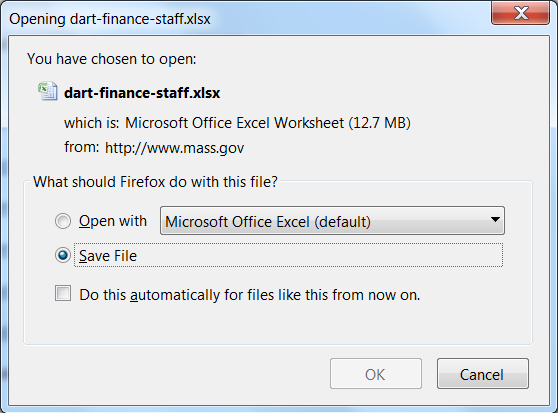 Opening dart-finance-staff.xlsx
You have chosen to open:
dart-finance-staff.xlsx
which is: Microsoft Office Excel Worksheet (12.7 MB)
from: http://www.mass.gov
What should Firefox do with this file?
Open with Microsoft Office Excel (default)
Save File
Do this automatically for files like this from now on.
OK Cancel